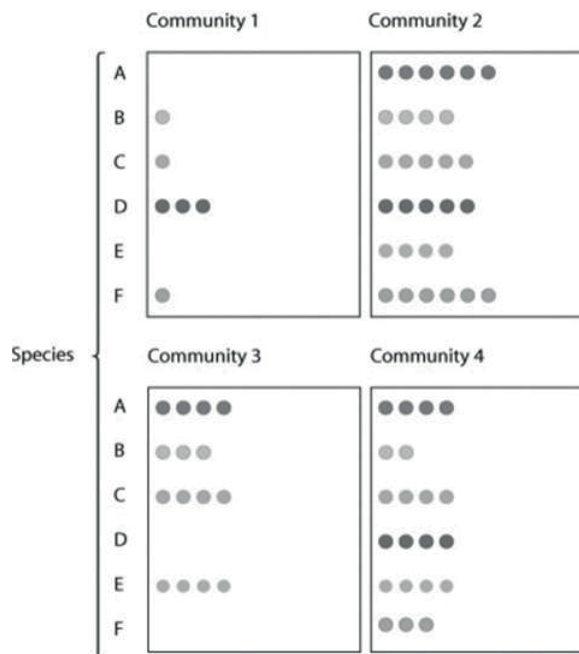 Community 1
Community 2
A
B
C
D
E
F
Species
Community 3
Community 4
A
B
C
D
E
F